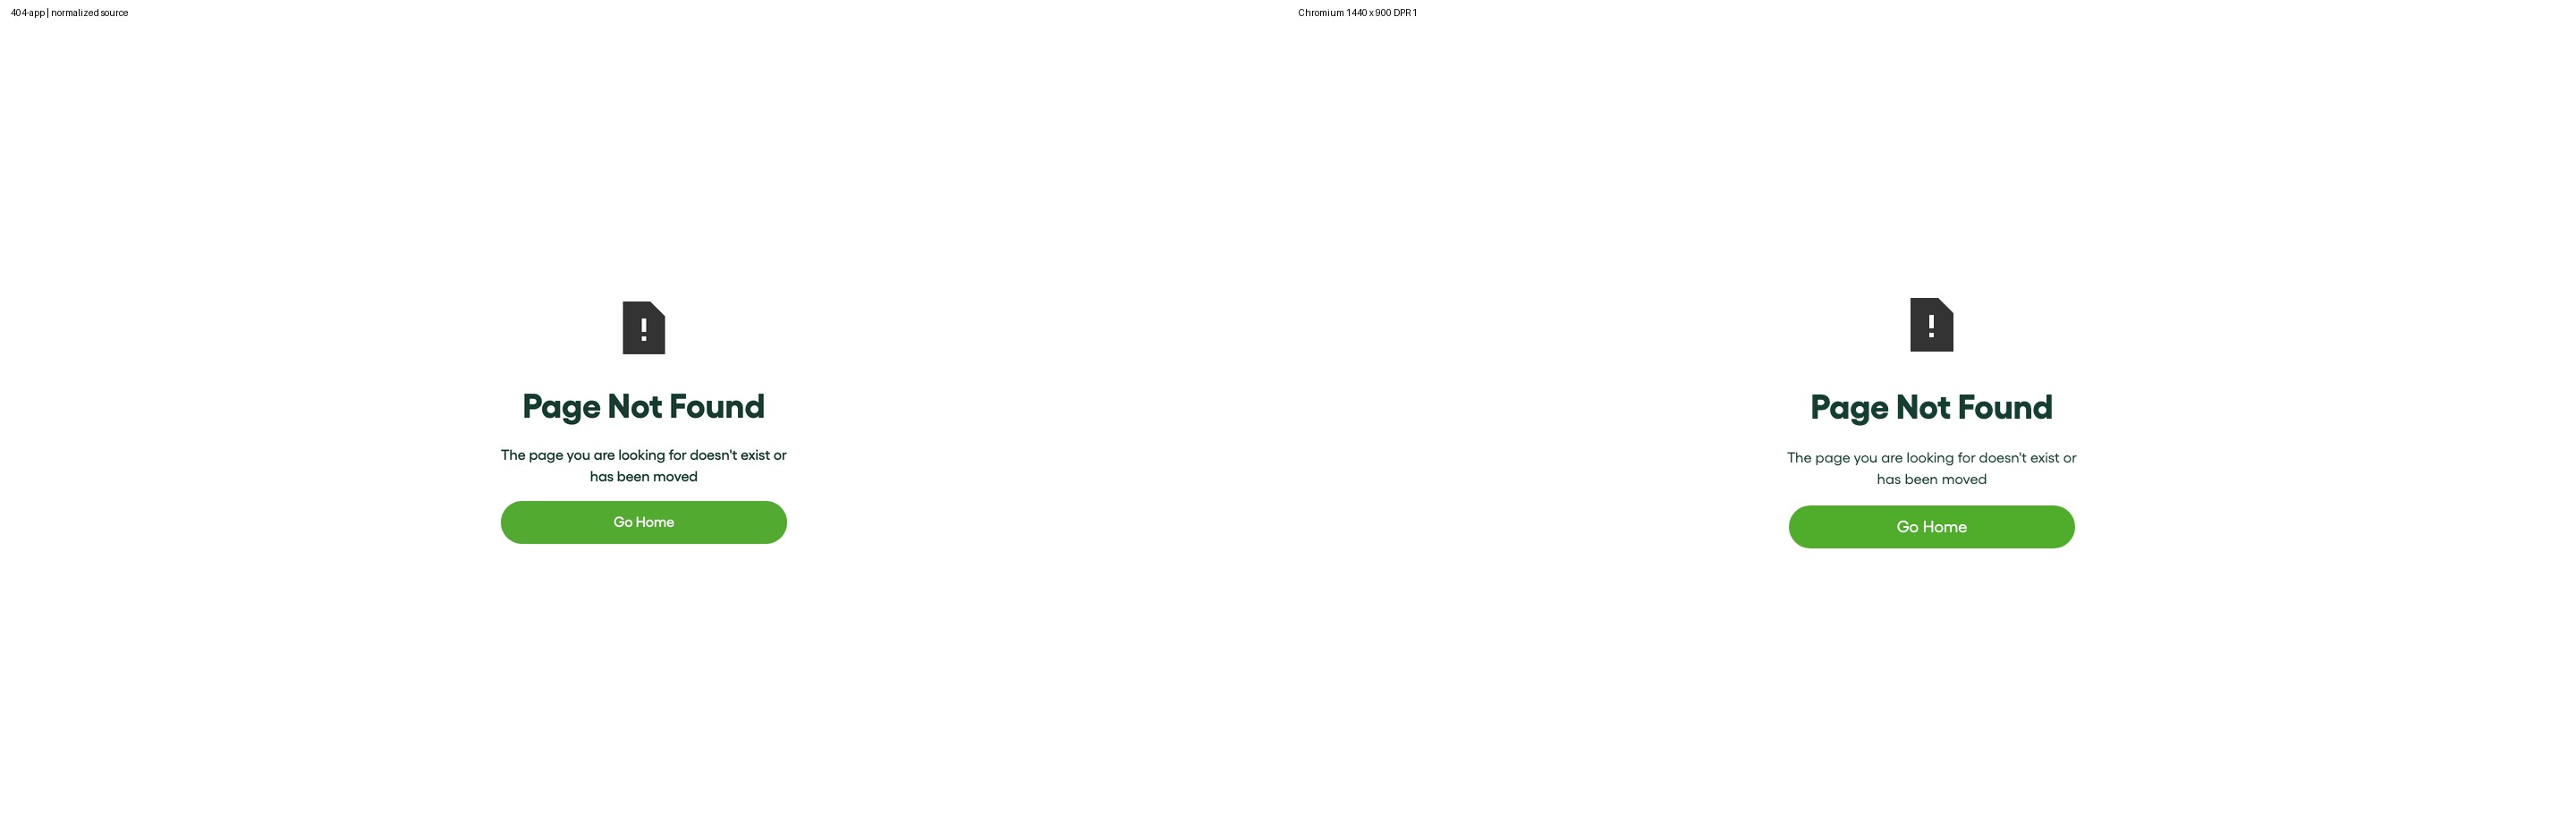 404-app | normalized source
Chromium 1440 x 900 DPR 1
!
Page Not Found
The page you are looking for doesn't exist or
has been moved
Go Home
!
Page Not Found
The page you are looking for doesn't exist or
has been moved
Go Home